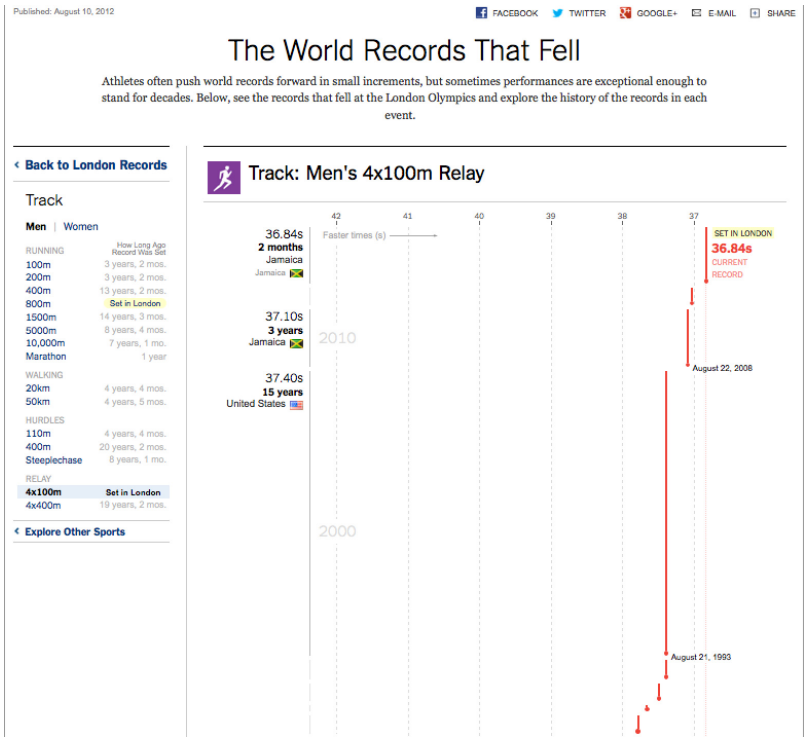 Published: August 10, 2012
FACEBOOK TWITTER GOOGLE+ E-MAIL SHARE
The World Records That Fell
Athletes often push world records forward in small increments, but sometimes performances are exceptional enough to
stand for decades. Below, see the records that fell at the London Olympics and explore the history of the records in each
event.
‹ Back to London Records
Track
Men | Women
RUNNING How Long Ago
Record Was Set
100m 3 years, 2 mos.
200m 3 years, 2 mos.
400m 13 years, 2 mos.
800m Set in London
1500m 14 years, 3 mos.
5000m 8 years, 4 mos.
10,000m 7 years, 1 mo.
Marathon 1 year
WALKING
20km 4 years, 4 mos.
50km 4 years, 5 mos.
HURDLES
110m 4 years, 4 mos.
400m 20 years, 2 mos.
Steeplechase 8 years, 1 mo.
RELAY
4x100m Set in London
4x400m 19 years, 2 mos.
‹ Explore Other Sports
Track: Men's 4x100m Relay
42 41 40 39 38 37
Faster times (s)
36.84s
2 months
Jamaica
Jamaica
SET IN LONDON
36.84s
CURRENT
RECORD
37.10s
3 years
Jamaica
2010
August 22, 2008
37.40s
15 years
United States
2000
August 21, 1993